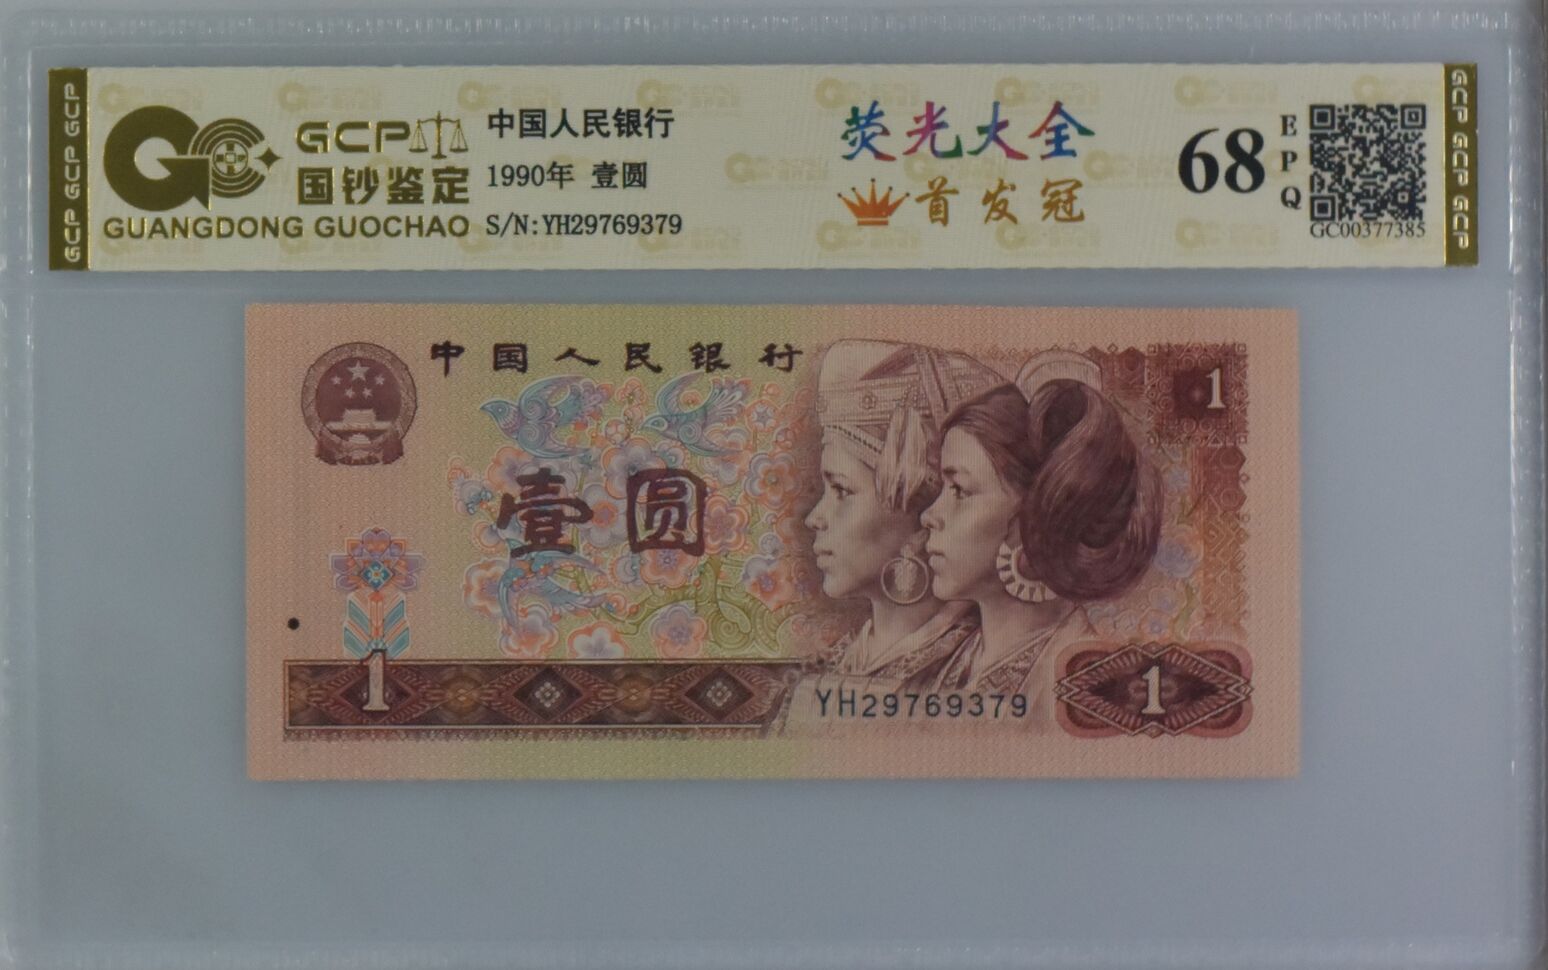 GCP GCP GCP
GCP
国钞鉴定
GUANGDONG GUOCHAO
中国人民银行
1990年 壹圆
S/N:YH29769379
荧光大全
首发冠
68
EPQ
GC00377385
GCP GCP GCP
中国人民银行
1
壹圆
1
YH29769379
1